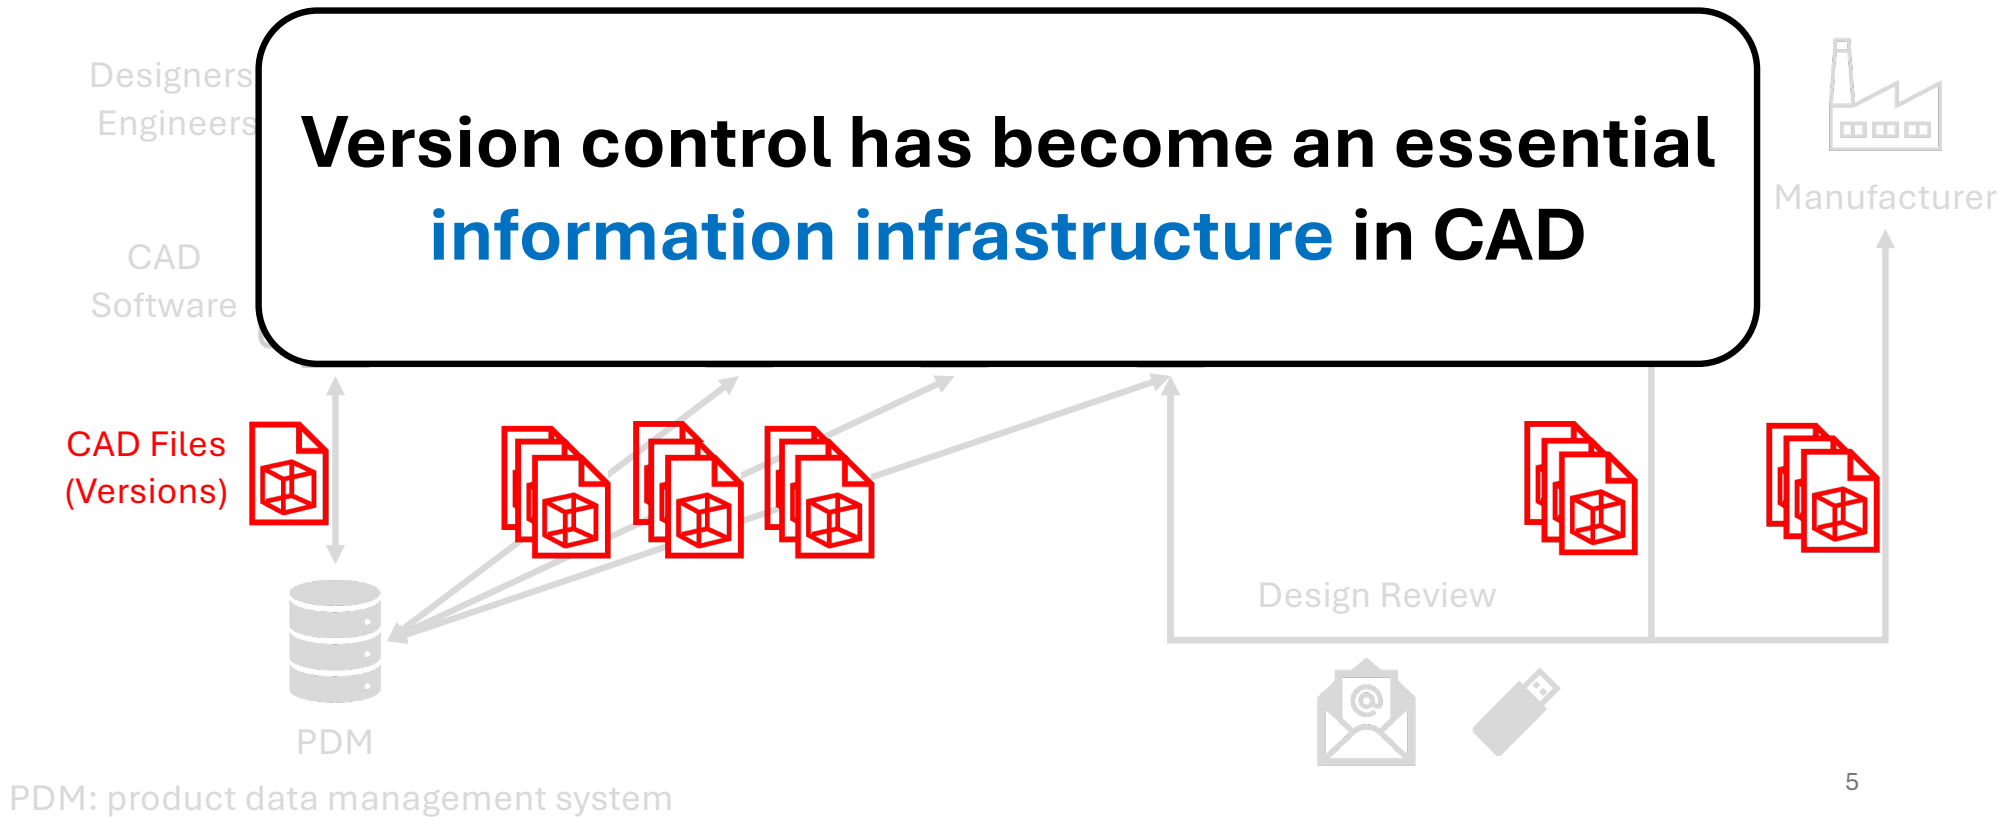 Designers
Engineers
Version control has become an essential
information infrastructure in CAD
Manufacturer
CAD
Software
CAD Files
(Versions)
Design Review
@
PDM
5
PDM: product data management system